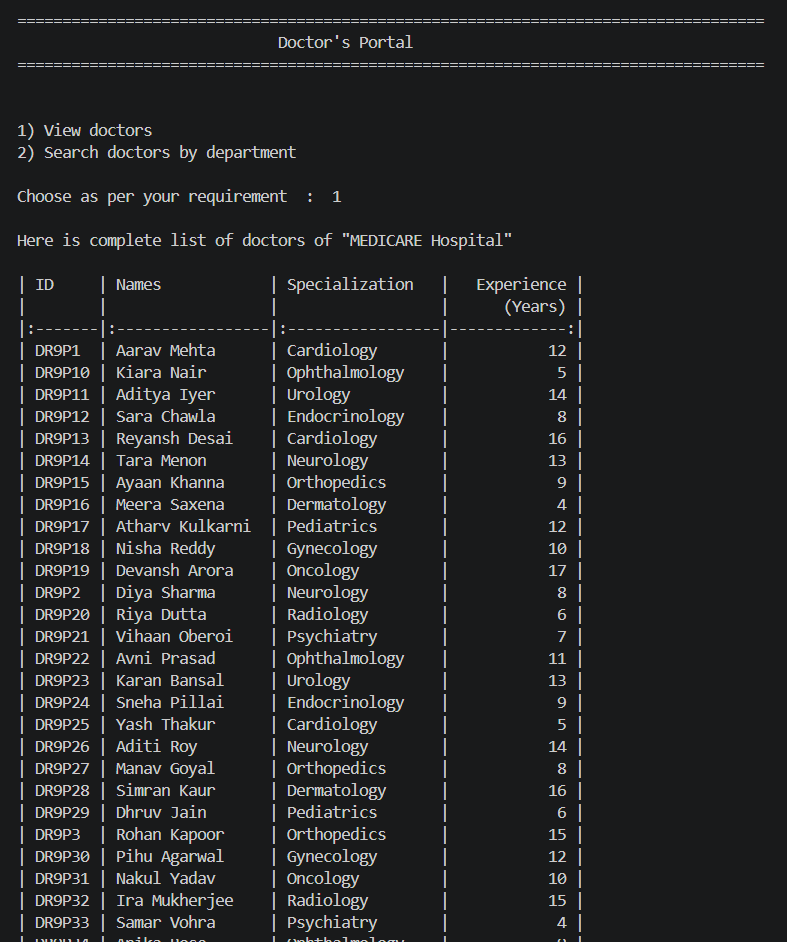 ===================================================================================
Doctor's Portal
===================================================================================
1) View doctors
2) Search doctors by department
Choose as per your requirement  :  1
Here is complete list of doctors of "MEDICARE Hospital"
| ID     | Names           | Specialization   |   Experience |
|        |                 |                  |      (Years) |
|:-------|:----------------|:-----------------|-------------:|
| DR9P1  | Aarav Mehta     | Cardiology       |           12 |
| DR9P10 | Kiara Nair      | Ophthalmology    |            5 |
| DR9P11 | Aditya Iyer     | Urology          |           14 |
| DR9P12 | Sara Chawla     | Endocrinology    |            8 |
| DR9P13 | Reyansh Desai   | Cardiology       |           16 |
| DR9P14 | Tara Menon      | Neurology        |           13 |
| DR9P15 | Ayaan Khanna    | Orthopedics      |            9 |
| DR9P16 | Meera Saxena    | Dermatology      |            4 |
| DR9P17 | Atharv Kulkarni | Pediatrics       |           12 |
| DR9P18 | Nisha Reddy     | Gynecology       |           10 |
| DR9P19 | Devansh Arora   | Oncology         |           17 |
| DR9P2  | Diya Sharma     | Neurology        |            8 |
| DR9P20 | Riya Dutta      | Radiology        |            6 |
| DR9P21 | Vihaan Oberoi   | Psychiatry       |            7 |
| DR9P22 | Avni Prasad     | Ophthalmology    |           11 |
| DR9P23 | Karan Bansal    | Urology          |           13 |
| DR9P24 | Sneha Pillai    | Endocrinology    |            9 |
| DR9P25 | Yash Thakur     | Cardiology       |            5 |
| DR9P26 | Aditi Roy       | Neurology        |           14 |
| DR9P27 | Manav Goyal     | Orthopedics      |            8 |
| DR9P28 | Simran Kaur     | Dermatology      |           16 |
| DR9P29 | Dhruv Jain      | Pediatrics       |            6 |
| DR9P3  | Rohan Kapoor    | Orthopedics      |           15 |
| DR9P30 | Pihu Agarwal    | Gynecology       |           12 |
| DR9P31 | Nakul Yadav     | Oncology         |           10 |
| DR9P32 | Ira Mukherjee   | Radiology        |           15 |
| DR9P33 | Samar Vohra     | Psychiatry       |            4 |